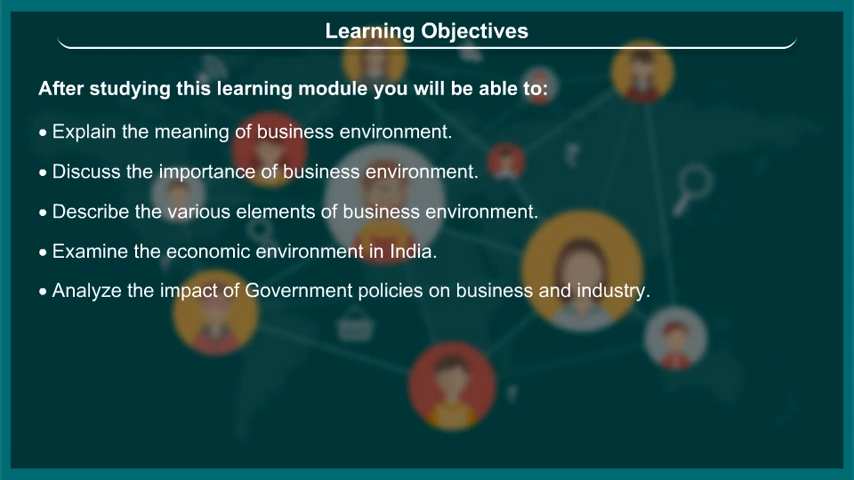 Learning Objectives
After studying this learning module you will be able to:
• Explain the meaning of business environment.
• Discuss the importance of business environment.
• Describe the various elements of business environment.
• Examine the economic environment in India.
• Analyze the impact of Government policies on business and industry.